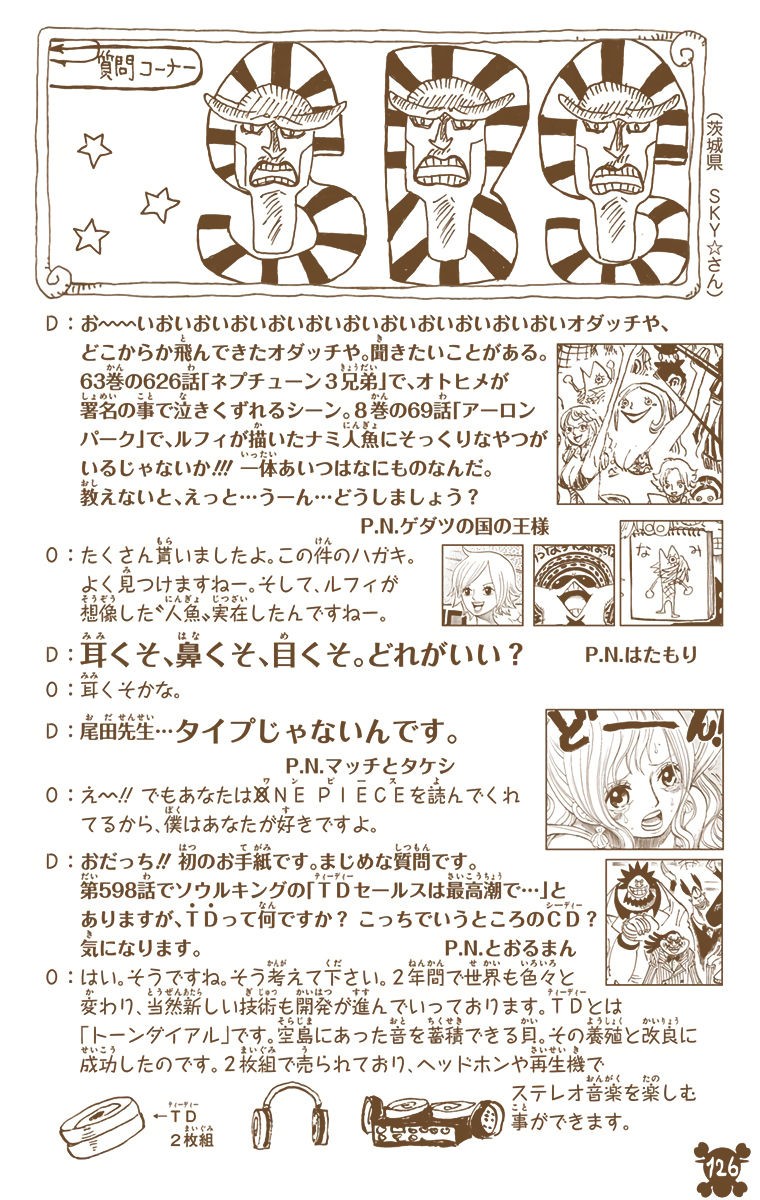 質問コーナー
SBS
(茨城県 SKY☆さん)
D:お〜〜いおいおいおいおいおいおいおいおいおいおいおいオダッチや、
どこからか飛んできたオダッチや。聞きたいことがある。
63巻の626話「ネプチューン3兄弟」で、オトヒメが
署名の事で泣きくずれるシーン。8巻の69話「アーロン
パーク」で、ルフィが描いたナミ人魚にそっくりなやつが
いるじゃないか!!! 一体あいつはなにものなんだ。
教えないと、えっと…うーん…どうしましょう?
P.N.ゲダツの国の王様
O:たくさん貰いましたよ。この件のハガキ。
よく見つけますねー。そして、ルフィが
想像した〝人魚〟実在したんですねー。
なみ
D:耳くそ、鼻くそ、目くそ。どれがいい? P.N.はたもり
O:耳くそかな。
D:尾田先生…タイプじゃないんです。
P.N.マッチとタケシ
ど——ん!
O:え〜!! でもあなたはONE PIECEを読んでくれ
てるから、僕はあなたが好きですよ。
D:おだっち!! 初のお手紙です。まじめな質問です。
第598話でソウルキングの「TDセールスは最高潮で…」と
ありますが、TDって何ですか? こっちでいうところのCD?
気になります。 P.N.とおるまん
O:はい。そうですね。そう考えて下さい。2年間で世界も色々と
変わり、当然新しい技術も開発が進んでいっております。TDとは
「トーンダイアル」です。空島にあった音を蓄積できる貝。その養殖と改良に
成功したのです。2枚組で売られており、ヘッドホンや再生機で
ステレオ音楽を楽しむ
事ができます。
←TD
2枚組
126